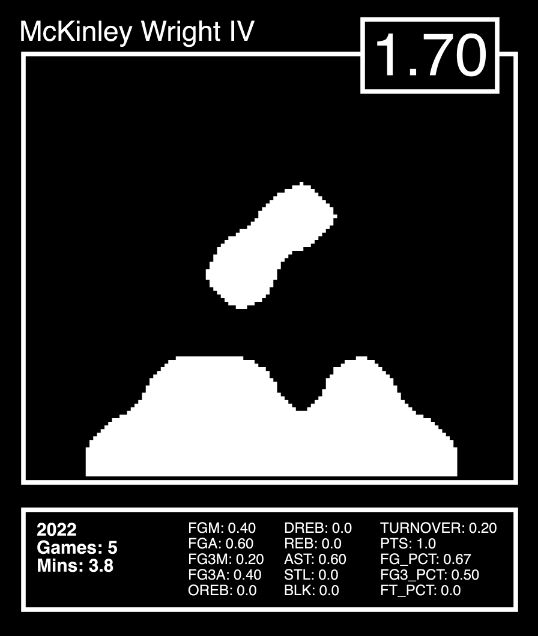 McKinley Wright IV
1.70
2022
Games: 5
Mins: 3.8
FGM: 0.40
FGA: 0.60
FG3M: 0.20
FG3A: 0.40
OREB: 0.0
DREB: 0.0
REB: 0.0
AST: 0.60
STL: 0.0
BLK: 0.0
TURNOVER: 0.20
PTS: 1.0
FG_PCT: 0.67
FG3_PCT: 0.50
FT_PCT: 0.0